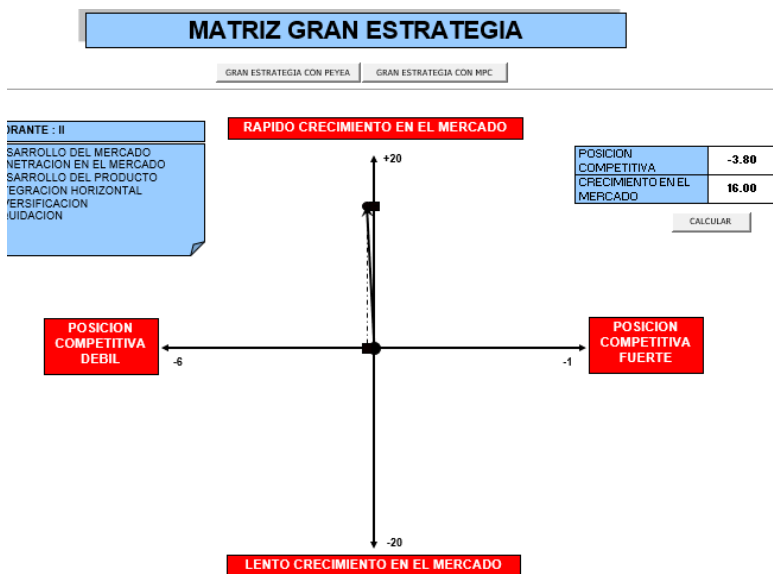 MATRIZ GRAN ESTRATEGIA
GRAN ESTRATEGIA CON PEYEA
GRAN ESTRATEGIA CON MPC
DRANTE : II
SARROLLO DEL MERCADO
NETRACION EN EL MERCADO
SARROLLO DEL PRODUCTO
TEGRACION HORIZONTAL
VERSIFICACION
QUIDACION
RAPIDO CRECIMIENTO EN EL MERCADO
+20
POSICION
COMPETITIVA
-3.80
CRECIMIENTO EN EL
MERCADO
16.00
CALCULAR
POSICION
COMPETITIVA
DEBIL
-6
-1
POSICION
COMPETITIVA
FUERTE
-20
LENTO CRECIMIENTO EN EL MERCADO